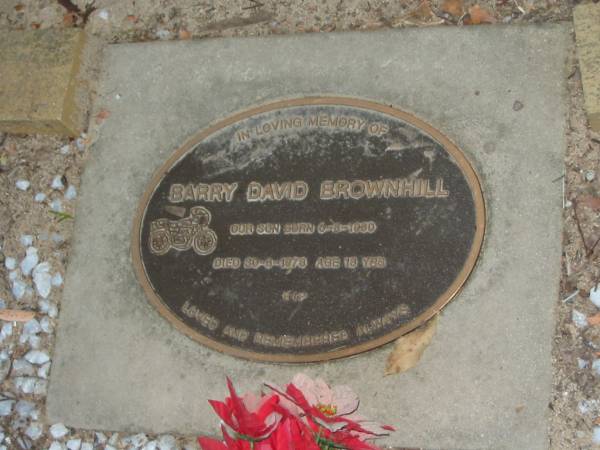 IN LOVING MEMORY OF
BARRY DAVID BROWNHILL
OUR SON BORN
DIED AGE 18 YRS
LOVED AND REMEMBERED ALWAYS